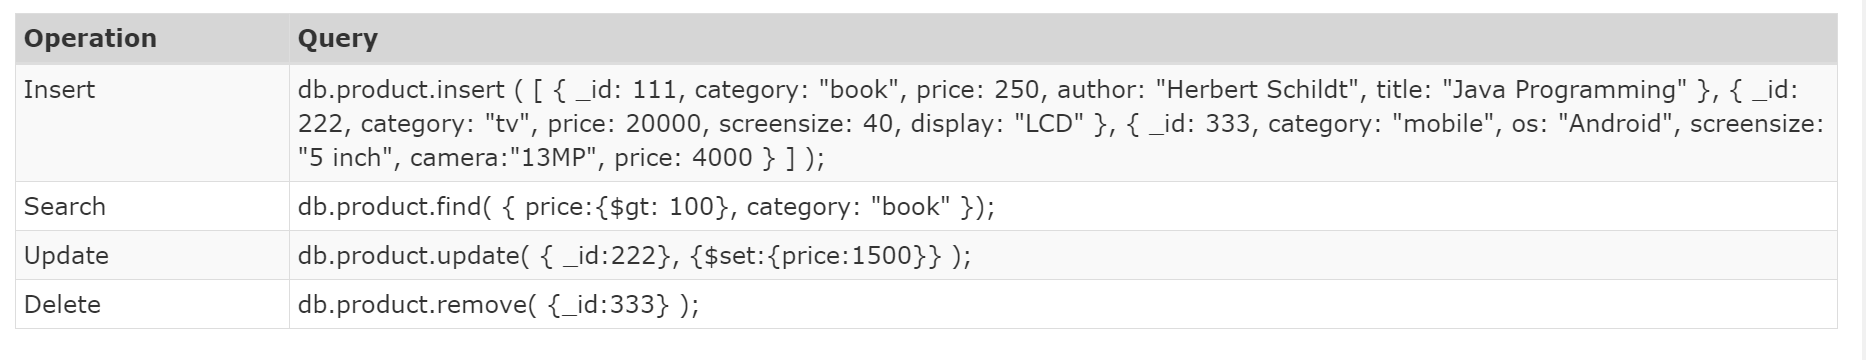 Operation Query
Insert db.product.insert ( [ { _id: 111, category: "book", price: 250, author: "Herbert Schildt", title: "Java Programming" }, { _id:
222, category: "tv", price: 20000, screensize: 40, display: "LCD" }, { _id: 333, category: "mobile", os: "Android", screensize:
"5 inch", camera:"13MP", price: 4000 } ] );
Search db.product.find( { price:{$gt: 100}, category: "book" });
Update db.product.update( { _id:222}, {$set:{price:1500}} );
Delete db.product.remove( {_id:333} );